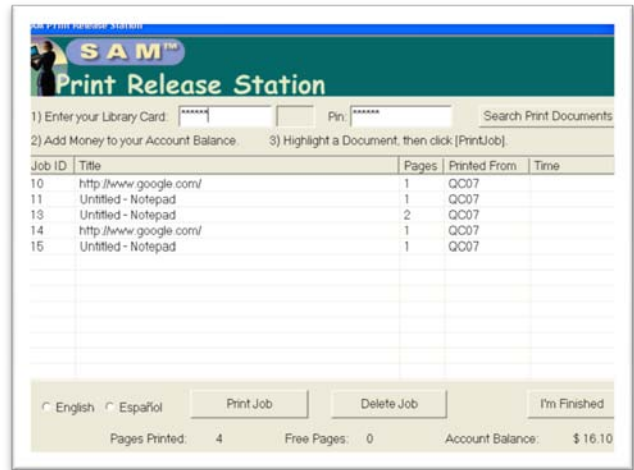 SAM Print Release Station
S A M™
Print Release Station
1) Enter your Library Card: ****** Pin: ****** Search Print Documents
2) Add Money to your Account Balance. 3) Highlight a Document, then click [PrintJob].
Job ID Title Pages Printed From Time
10 http://www.google.com/ 1 QC07
11 Untitled - Notepad 1 QC07
13 Untitled - Notepad 2 QC07
14 http://www.google.com/ 1 QC07
15 Untitled - Notepad 1 QC07
English Español Print Job Delete Job I'm Finished
Pages Printed: 4 Free Pages: 0 Account Balance: $ 16.10